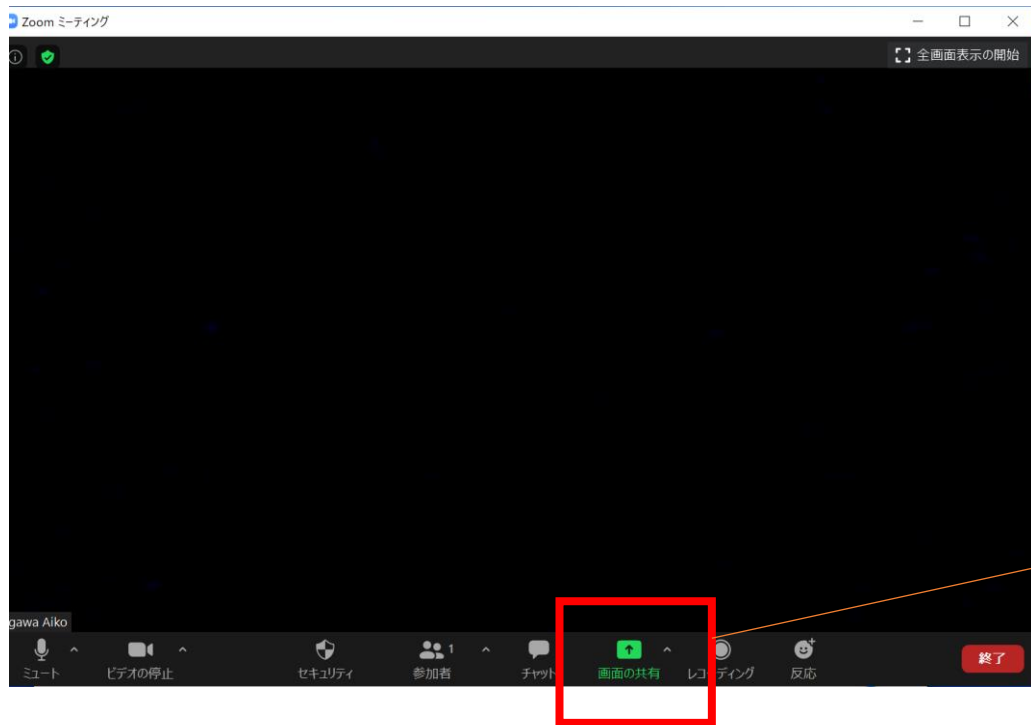 Zoom ミーティング
全画面表示の開始
gawa Aiko
1
ミュート
ビデオの停止
セキュリティ
参加者
チャット
画面の共有
レコーディング
反応
終了